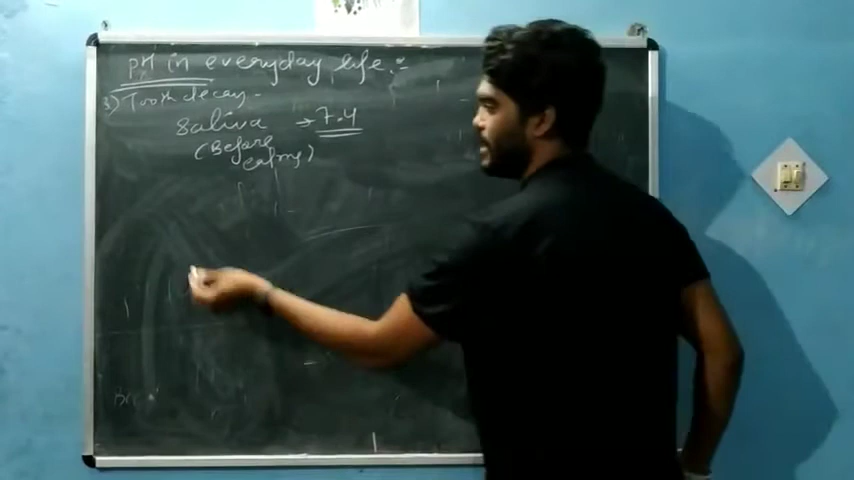 pH in everyday life :-
3) Tooth decay -
Saliva → 7.4
(Before
eating)